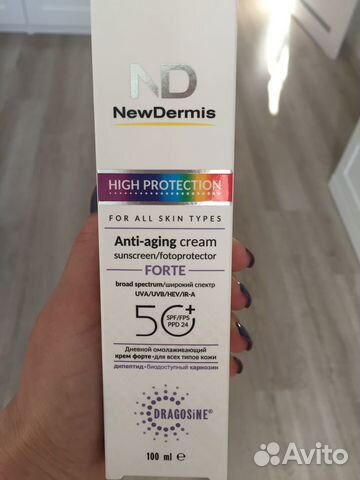 ND
NewDermis
HIGH PROTECTION
FOR ALL SKIN TYPES
Anti-aging cream
sunscreen/fotoprotector
FORTE
broad spectrum/широкий спектр
UVA/UVB/HEV/IR-A
50+
SPF/FPS
PPD 24
Дневной омолаживающий
крем форте · для всех типов кожи
дипептид · биодоступный карнозин
DRAGOSiNE®
100 ml ℮
Avito